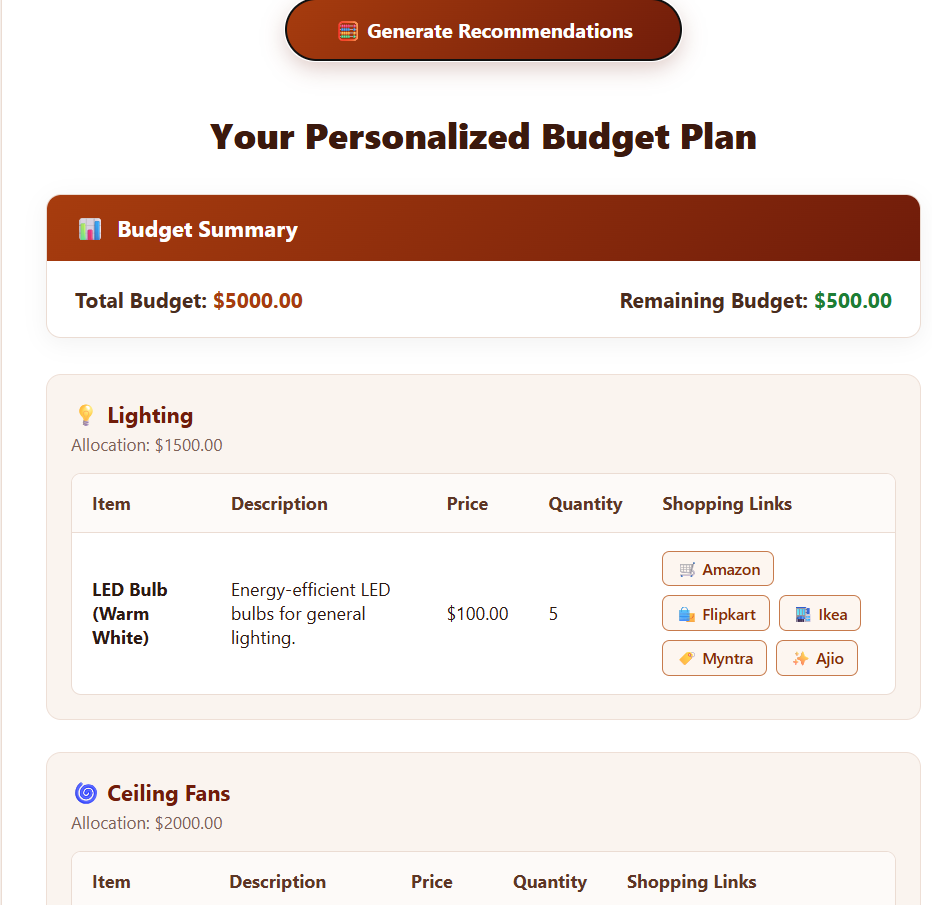 Generate Recommendations
Your Personalized Budget Plan
Budget Summary
Total Budget: $5000.00
Remaining Budget: $500.00
Lighting
Allocation: $1500.00
Item Description Price Quantity Shopping Links
LED Bulb
(Warm
White)
Energy-efficient LED
bulbs for general
lighting.
$100.00
5
Amazon
Flipkart
Ikea
Myntra
Ajio
Ceiling Fans
Allocation: $2000.00
Item Description Price Quantity Shopping Links